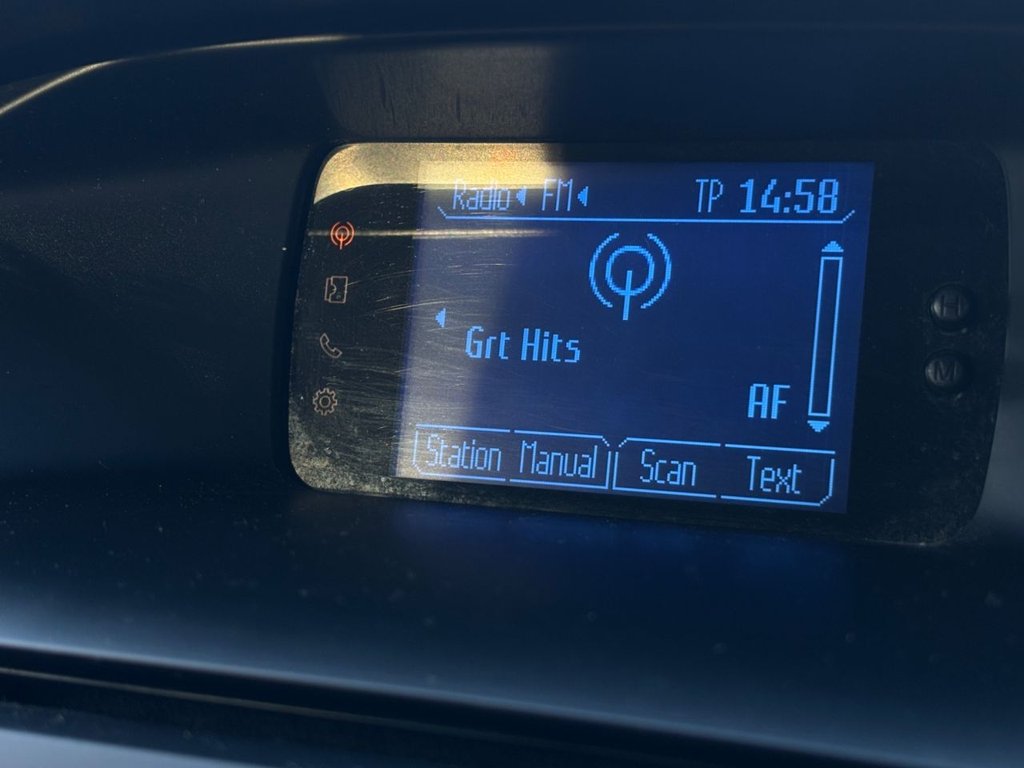 Radio FM TP 14:58
Grt Hits
AF
Station Manual Scan Text
H
M